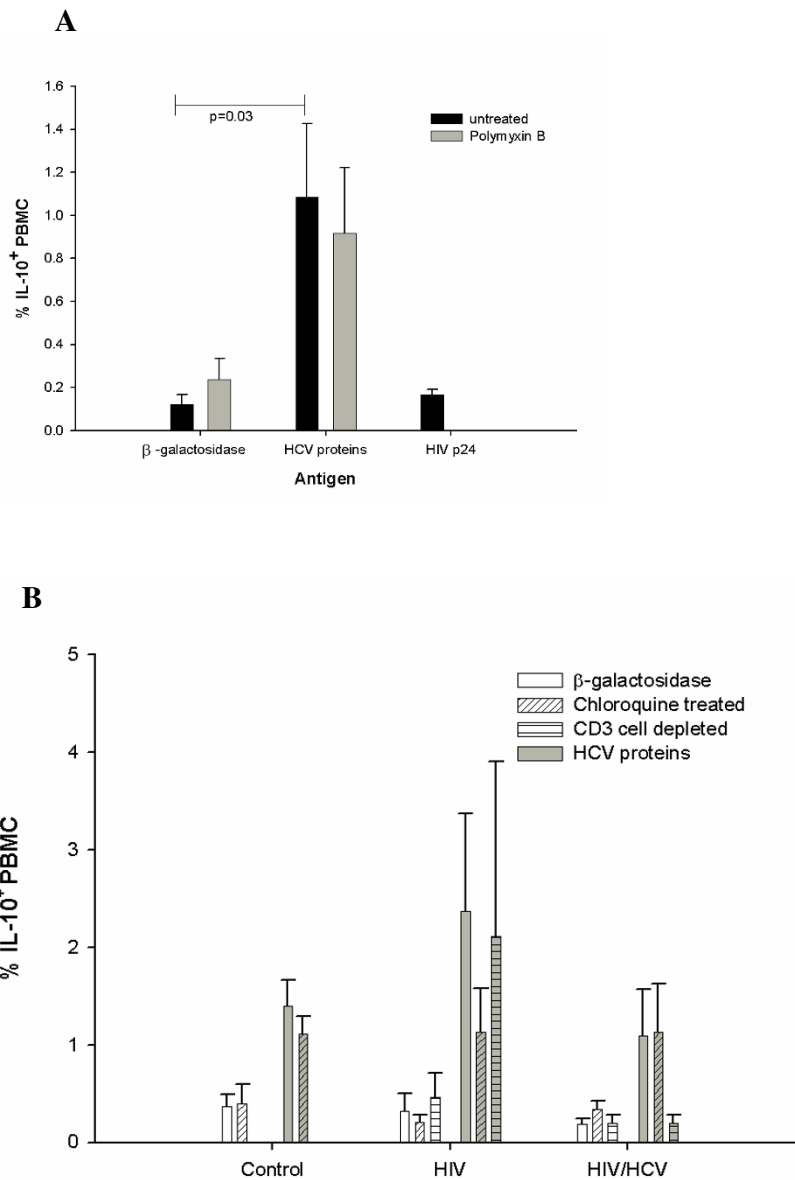 A
1.6
1.4
1.2
1.0
0.8
0.6
0.4
0.2
0.0
% IL-10+ PBMC
p=0.03
untreated
Polymyxin B
β -galactosidase HCV proteins HIV p24
Antigen
B
5
4
3
2
1
0
% IL-10+ PBMC
β-galactosidase
Chloroquine treated
CD3 cell depleted
HCV proteins
Control HIV HIV/HCV